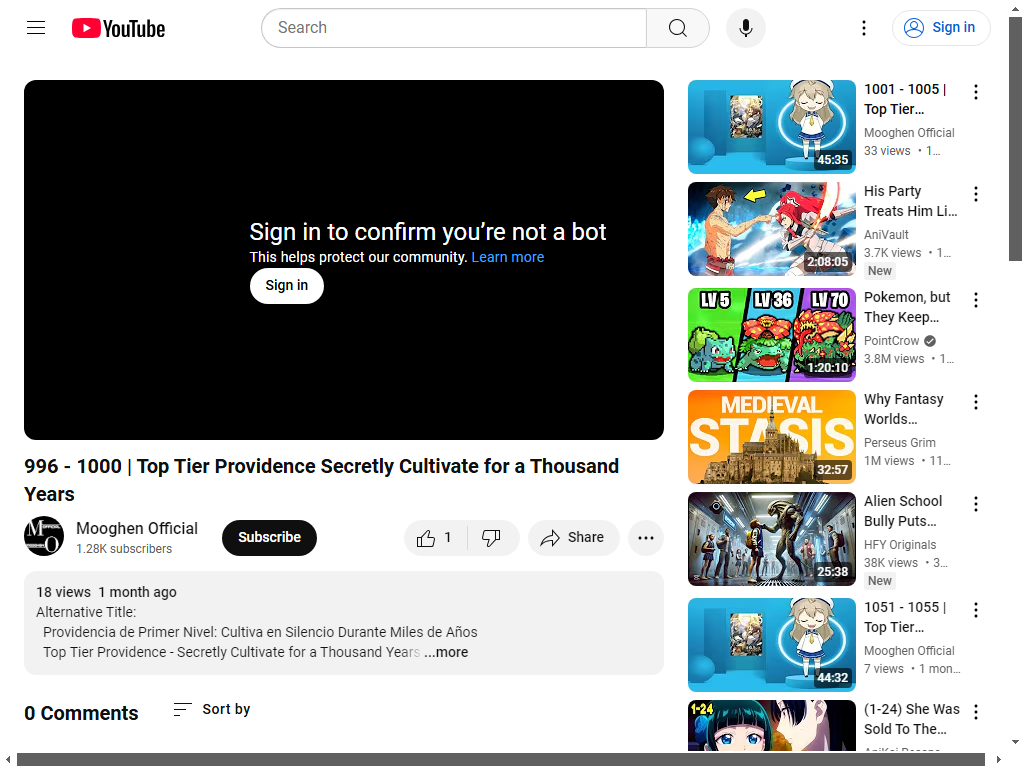 YouTube
Search
Sign in
Sign in to confirm you’re not a bot
This helps protect our community. Learn more
Sign in
996 - 1000 | Top Tier Providence Secretly Cultivate for a Thousand
Years
Mooghen Official
1.28K subscribers
Subscribe
1
Share
18 views 1 month ago
Alternative Title:
Providencia de Primer Nivel: Cultiva en Silencio Durante Miles de Años
Top Tier Providence - Secretly Cultivate for a Thousand Years ...more
0 Comments
Sort by
45:35
1001 - 1005 |
Top Tier…
Mooghen Official
33 views • 1…
2:08:05
His Party
Treats Him Li…
AniVault
3.7K views • 1…
New
LV 5 LV 36 LV 70
1:20:10
Pokemon, but
They Keep…
PointCrow
3.8M views • 1…
MEDIEVAL
STASIS
32:57
Why Fantasy
Worlds…
Perseus Grim
1M views • 11…
25:38
Alien School
Bully Puts…
HFY Originals
38K views • 3…
New
44:32
1051 - 1055 |
Top Tier…
Mooghen Official
7 views • 1 mon…
1-24
(1-24) She Was
Sold To The…